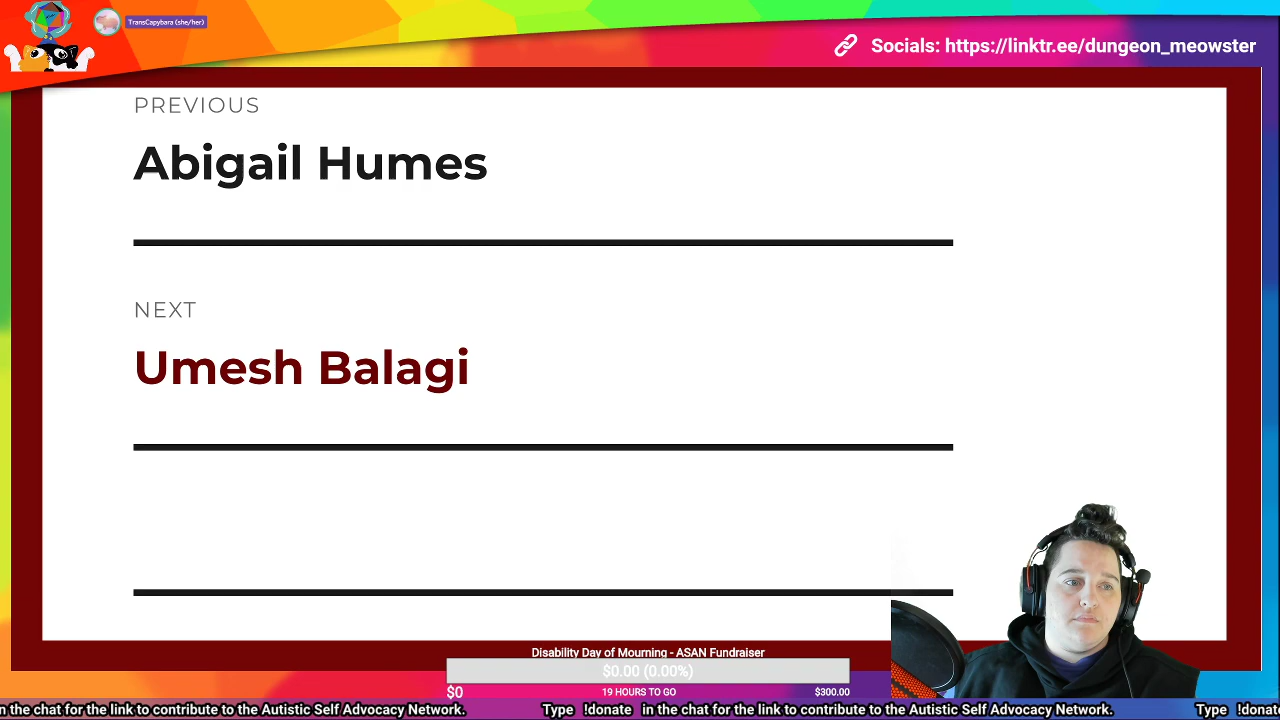 TransCapybara (she/her)
Socials: https://linktr.ee/dungeon_meowster
PREVIOUS
Abigail Humes
NEXT
Umesh Balagi
Disability Day of Mourning - ASAN Fundraiser
$0.00 (0.00%)
$0 19 HOURS TO GO $300.00
n the chat for the link to contribute to the Autistic Self Advocacy Network. Type !donate in the chat for the link to contribute to the Autistic Self Advocacy Network. Type !donat